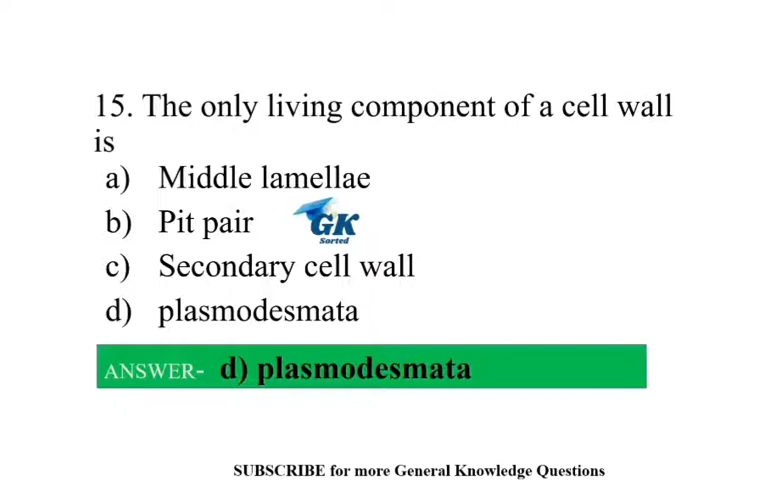 15. The only living component of a cell wall
is
a) Middle lamellae
b) Pit pair
GK
Sorted
c) Secondary cell wall
d) plasmodesmata
ANSWER- d) plasmodesmata
SUBSCRIBE for more General Knowledge Questions